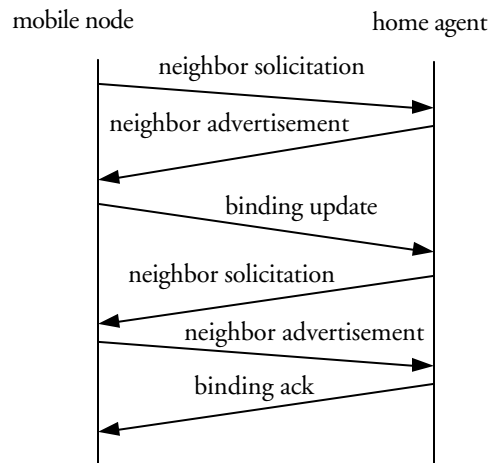 mobile node
home agent
neighbor solicitation
neighbor advertisement
binding update
neighbor solicitation
neighbor advertisement
binding ack